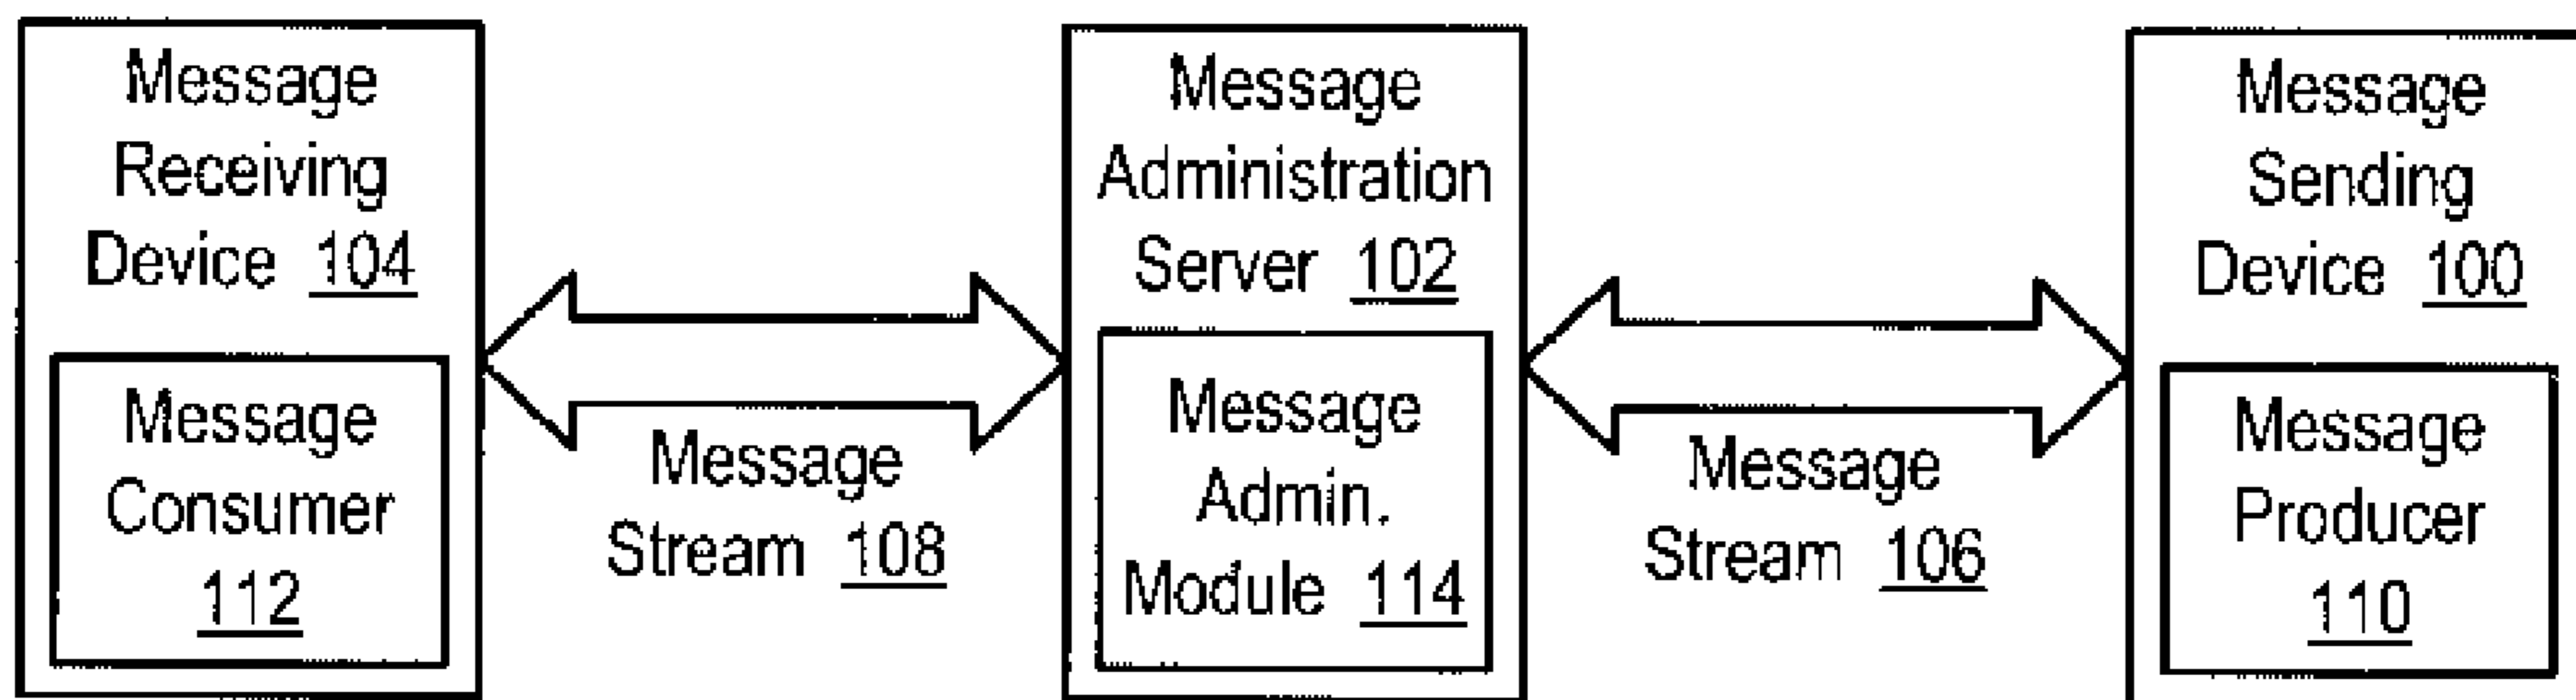 Message
Receiving
Device 104
Message
Consumer
112
Message
Stream 108
Message
Administration
Server 102
Message
Admin.
Module 114
Message
Stream 106
Message
Sending
Device 100
Message
Producer
110